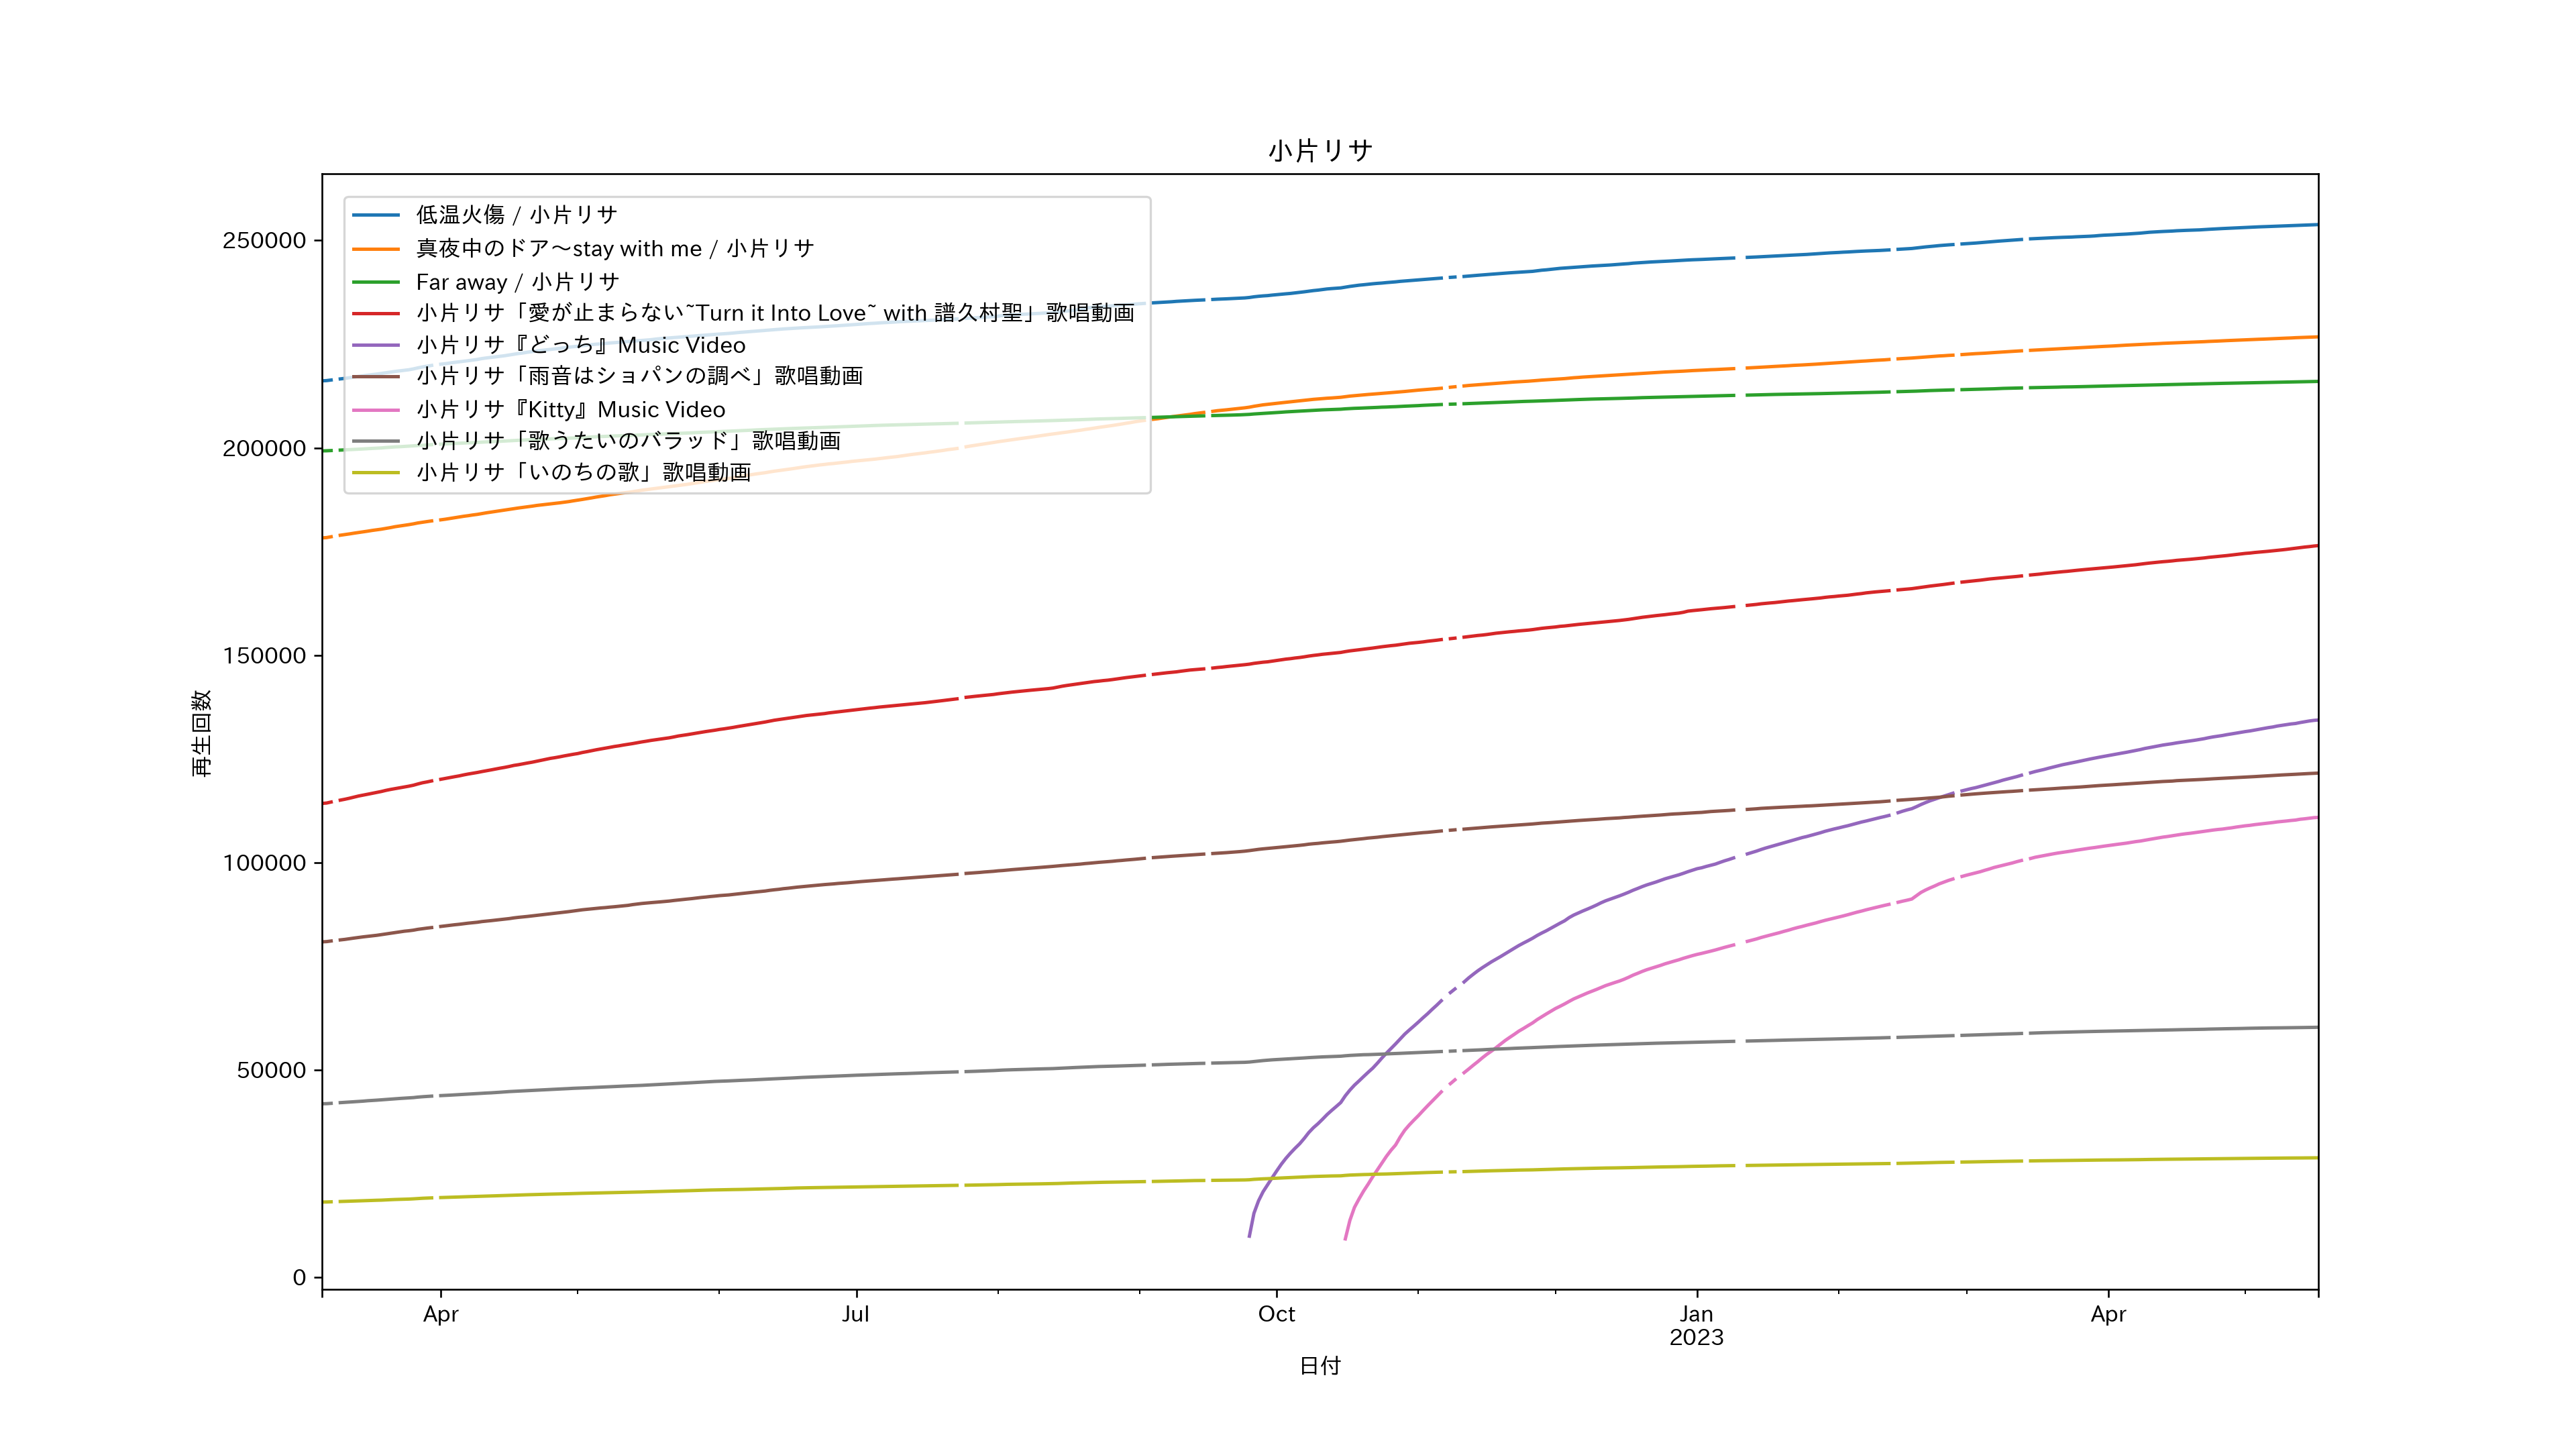 小片リサ
低温火傷 / 小片リサ
真夜中のドア～stay with me / 小片リサ
Far away / 小片リサ
小片リサ「愛が止まらない~Turn it Into Love~ with 譜久村聖」歌唱動画
小片リサ『どっち』Music Video
小片リサ「雨音はショパンの調べ」歌唱動画
小片リサ『Kitty』Music Video
小片リサ「歌うたいのバラッド」歌唱動画
小片リサ「いのちの歌」歌唱動画
250000
200000
150000
100000
50000
0
再生回数
Apr
Jul
Oct
Jan
2023
Apr
日付